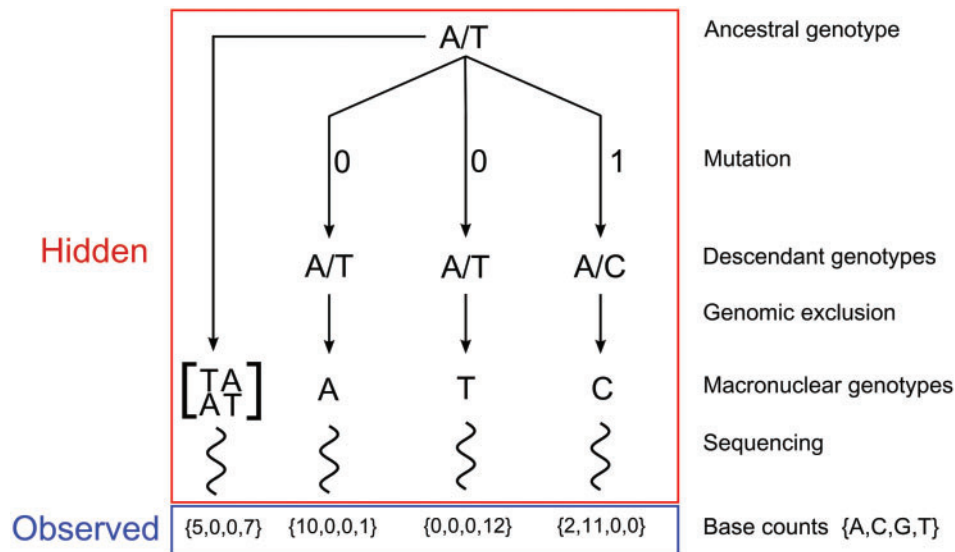 A/T Ancestral genotype
0 0 1 Mutation
Hidden
A/T A/T A/C Descendant genotypes
Genomic exclusion
[TA
AT] A T C Macronuclear genotypes
Sequencing
Observed {5,0,0,7} {10,0,0,1} {0,0,0,12} {2,11,0,0} Base counts {A,C,G,T}